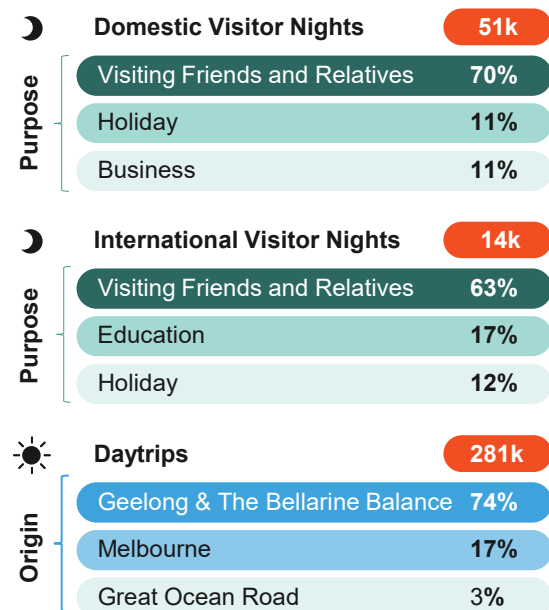 Domestic Visitor Nights 51k
Purpose
Visiting Friends and Relatives 70%
Holiday 11%
Business 11%
International Visitor Nights 14k
Purpose
Visiting Friends and Relatives 63%
Education 17%
Holiday 12%
Daytrips 281k
Origin
Geelong & The Bellarine Balance 74%
Melbourne 17%
Great Ocean Road 3%